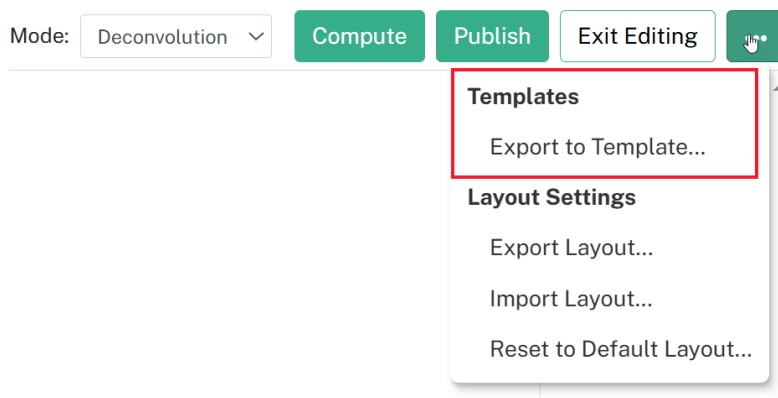 Mode: Deconvolution Compute Publish Exit Editing
Templates
Export to Template...
Layout Settings
Export Layout...
Import Layout...
Reset to Default Layout...